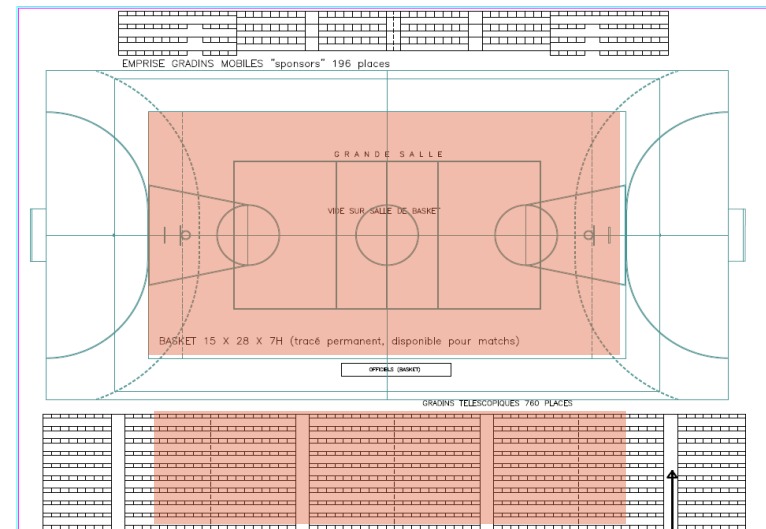 EMPRISE GRADINS MOBILES "sponsors" 196 places
GRANDE SALLE
VIDE SUR SALLE DE BASKET
BASKET 15 X 28 X 7H (tracé permanent, disponible pour matchs)
OFFICIELS (BASKET)
GRADINS TELESCOPIQUES 760 PLACES